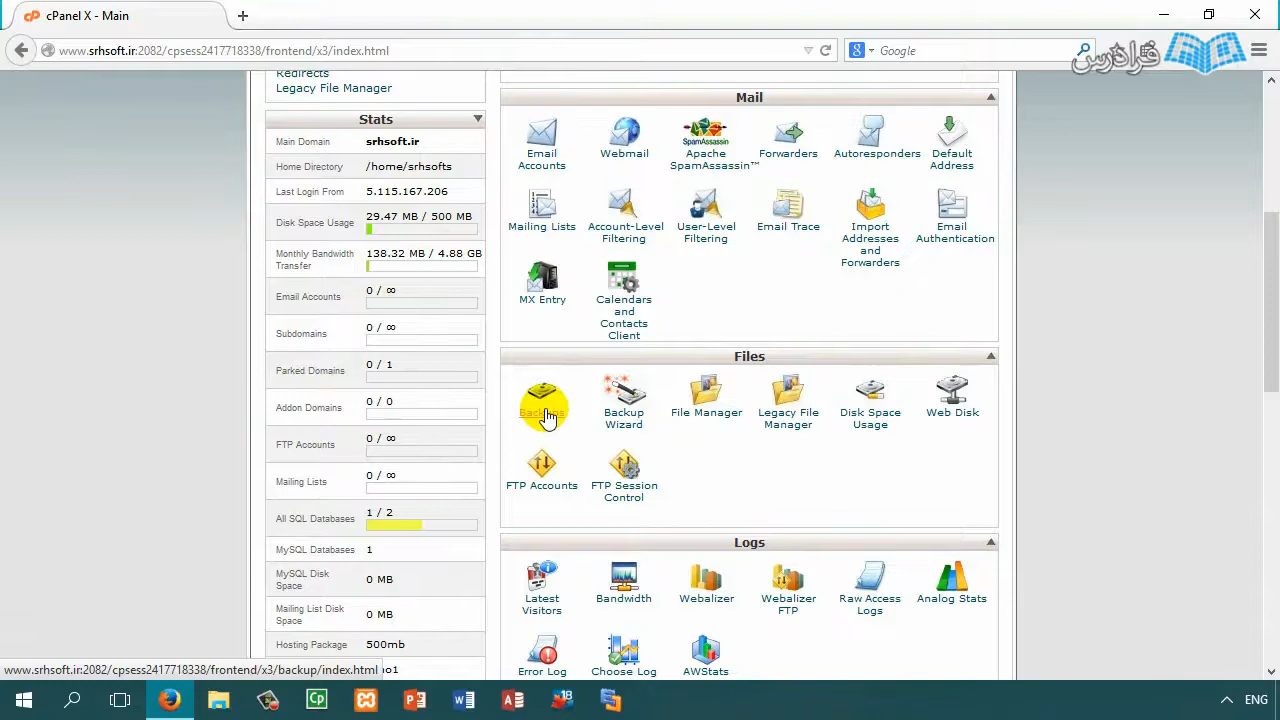 cPanel X - Main
www.srhsoft.ir:2082/cpsess2417718338/frontend/x3/index.html
Google
فرادرس
Redirects
Legacy File Manager
Stats
Main Domain srhsoft.ir
Home Directory /home/srhsofts
Last Login From 5.115.167.206
Disk Space Usage 29.47 MB / 500 MB
Monthly Bandwidth Transfer 138.32 MB / 4.88 GB
Email Accounts 0 / ∞
Subdomains 0 / ∞
Parked Domains 0 / 1
Addon Domains 0 / 0
FTP Accounts 0 / ∞
Mailing Lists 0 / ∞
All SQL Databases 1 / 2
MySQL Databases 1
MySQL Disk Space 0 MB
Mailing List Disk Space 0 MB
Hosting Package 500mb
Mail
Email Accounts
Webmail
Apache SpamAssassin™
Forwarders
Autoresponders
Default Address
Mailing Lists
Account-Level Filtering
User-Level Filtering
Email Trace
Import Addresses and Forwarders
Email Authentication
MX Entry
Calendars and Contacts Client
Files
Backups
Backup Wizard
File Manager
Legacy File Manager
Disk Space Usage
Web Disk
FTP Accounts
FTP Session Control
Logs
Latest Visitors
Bandwidth
Webalizer
Webalizer FTP
Raw Access Logs
Analog Stats
Error Log
Choose Log
AWStats
www.srhsoft.ir:2082/cpsess2417718338/frontend/x3/backup/index.html
ENG